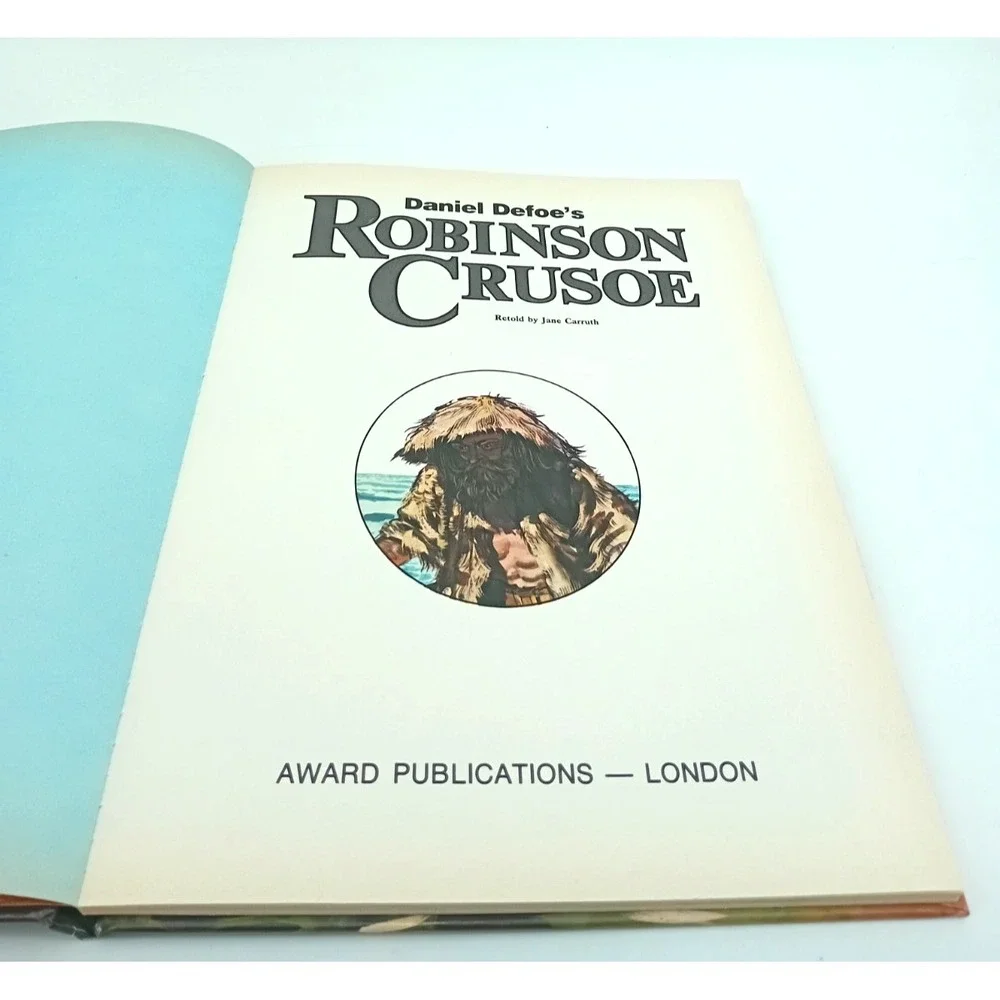 Daniel Defoe's
ROBINSON
CRUSOE
Retold by Jane Carruth
AWARD PUBLICATIONS — LONDON